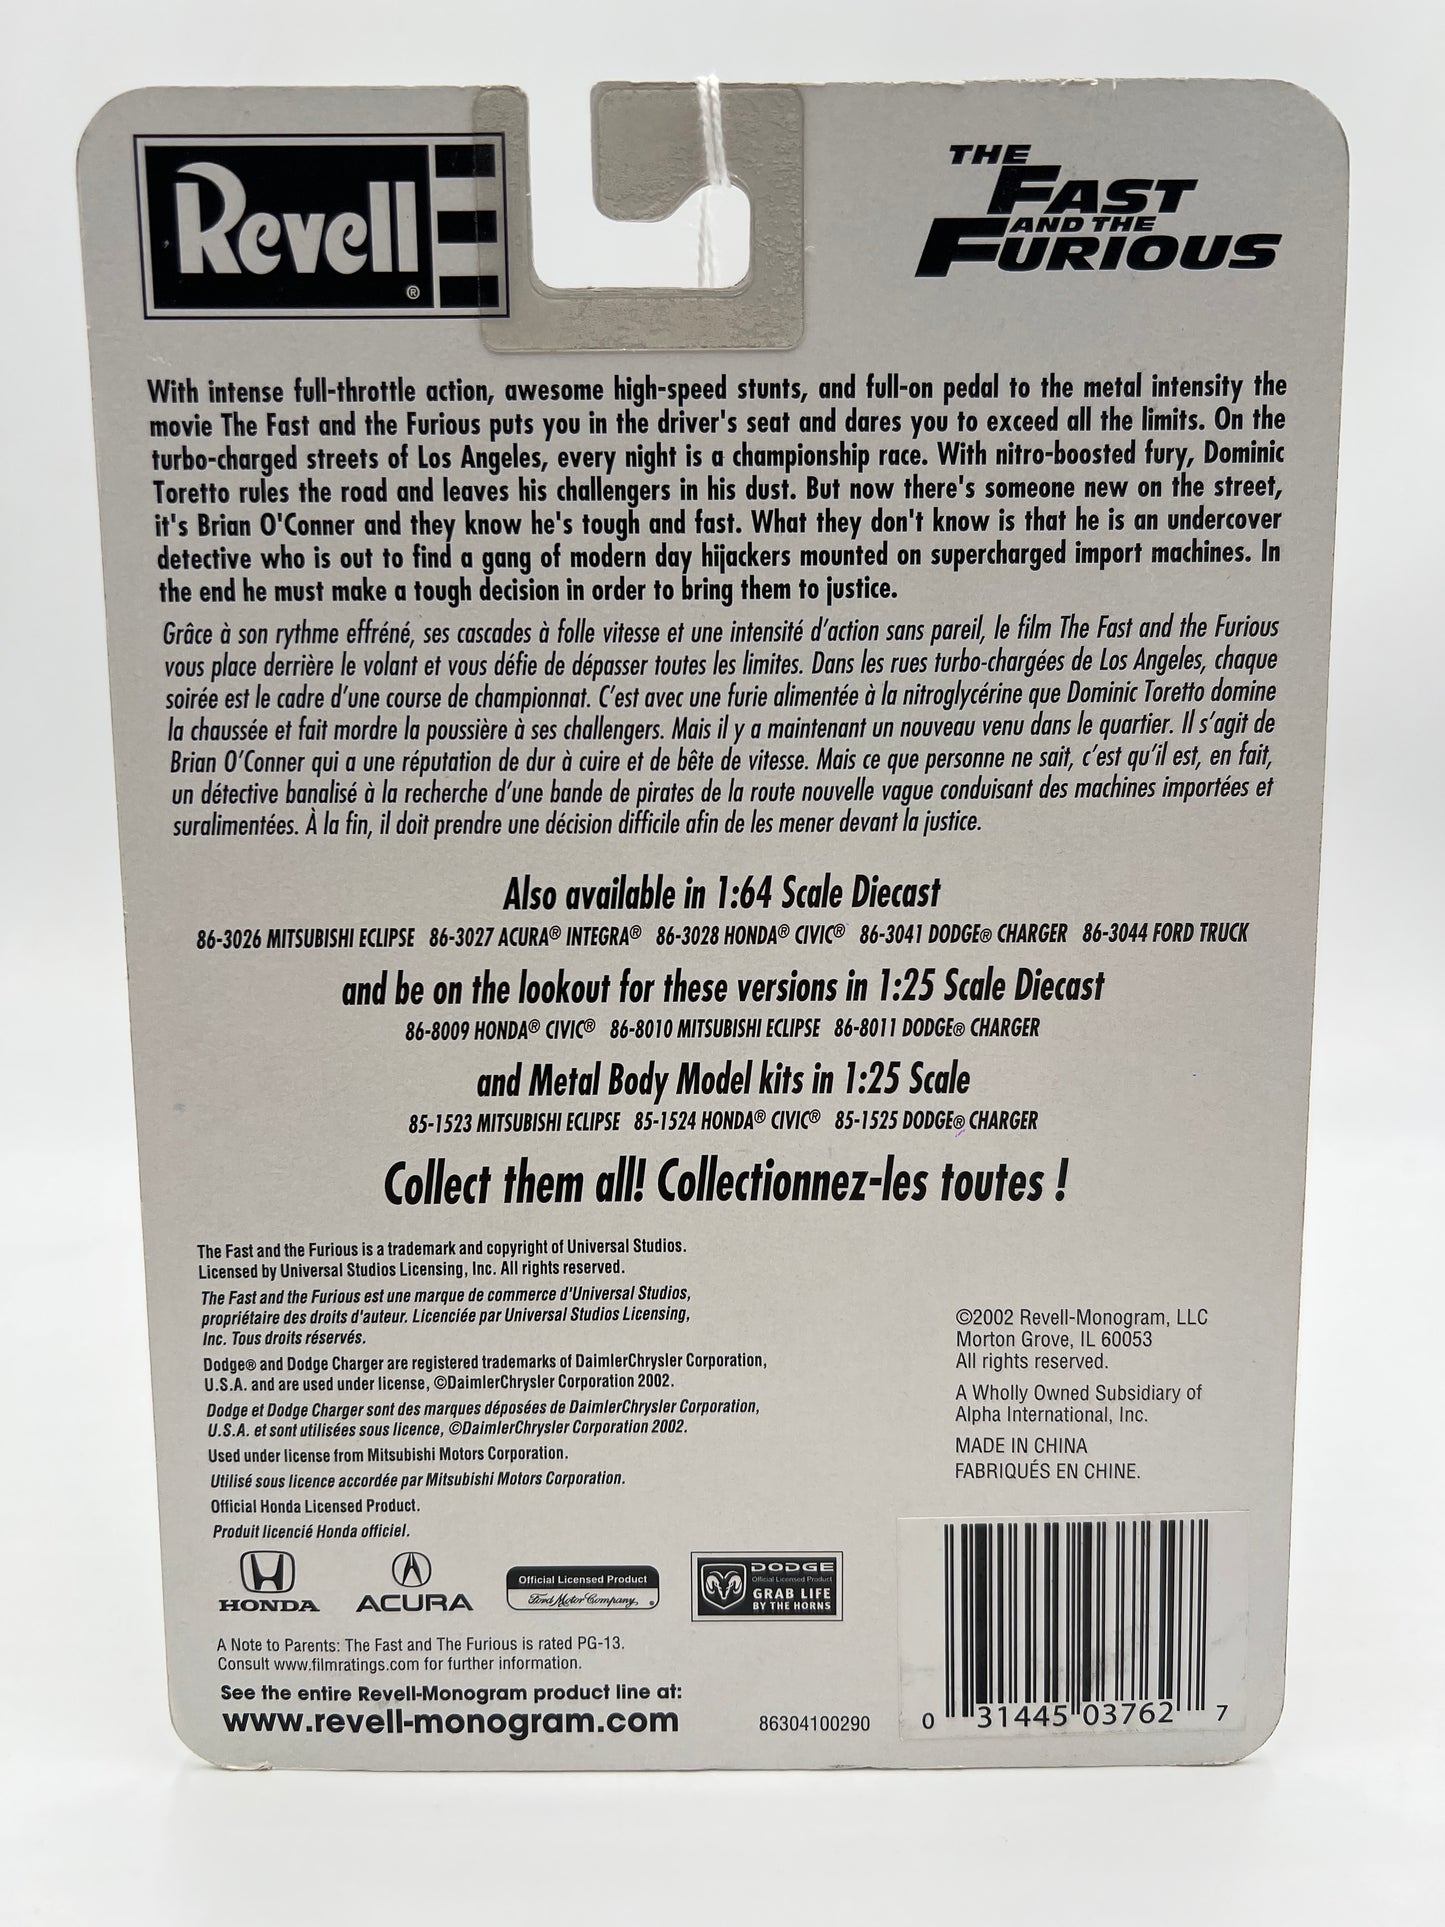 Revell
®
THE
FAST
AND THE
FURIOUS
With intense full-throttle action, awesome high-speed stunts, and full-on pedal to the metal intensity the
movie The Fast and the Furious puts you in the driver's seat and dares you to exceed all the limits. On the
turbo-charged streets of Los Angeles, every night is a championship race. With nitro-boosted fury, Dominic
Toretto rules the road and leaves his challengers in his dust. But now there's someone new on the street,
it's Brian O'Conner and they know he's tough and fast. What they don't know is that he is an undercover
detective who is out to find a gang of modern day hijackers mounted on supercharged import machines. In
the end he must make a tough decision in order to bring them to justice.
Grâce à son rythme effréné, ses cascades à folle vitesse et une intensité d'action sans pareil, le film The Fast and the Furious
vous place derrière le volant et vous défie de dépasser toutes les limites. Dans les rues turbo-chargées de Los Angeles, chaque
soirée est le cadre d'une course de championnat. C'est avec une furie alimentée à la nitroglycérine que Dominic Toretto domine
la chaussée et fait mordre la poussière à ses challengers. Mais il y a maintenant un nouveau venu dans le quartier. Il s'agit de
Brian O'Conner qui a une réputation de dur à cuire et de bête de vitesse. Mais ce que personne ne sait, c'est qu'il est, en fait,
un détective banalisé à la recherche d'une bande de pirates de la route nouvelle vague conduisant des machines importées et
suralimentées. À la fin, il doit prendre une décision difficile afin de les mener devant la justice.
Also available in 1:64 Scale Diecast
86-3026 MITSUBISHI ECLIPSE 86-3027 ACURA® INTEGRA® 86-3028 HONDA® CIVIC® 86-3041 DODGE® CHARGER 86-3044 FORD TRUCK
and be on the lookout for these versions in 1:25 Scale Diecast
86-8009 HONDA® CIVIC® 86-8010 MITSUBISHI ECLIPSE 86-8011 DODGE® CHARGER
and Metal Body Model kits in 1:25 Scale
85-1523 MITSUBISHI ECLIPSE 85-1524 HONDA® CIVIC® 85-1525 DODGE® CHARGER
Collect them all! Collectionnez-les toutes !
The Fast and the Furious is a trademark and copyright of Universal Studios.
Licensed by Universal Studios Licensing, Inc. All rights reserved.
The Fast and the Furious est une marque de commerce d'Universal Studios,
propriétaire des droits d'auteur. Licenciée par Universal Studios Licensing,
Inc. Tous droits réservés.
Dodge® and Dodge Charger are registered trademarks of DaimlerChrysler Corporation,
U.S.A. and are used under license, ©DaimlerChrysler Corporation 2002.
Dodge et Dodge Charger sont des marques déposées de DaimlerChrysler Corporation,
U.S.A. et sont utilisées sous licence, ©DaimlerChrysler Corporation 2002.
Used under license from Mitsubishi Motors Corporation.
Utilisé sous licence accordée par Mitsubishi Motors Corporation.
Official Honda Licensed Product.
Produit licencié Honda officiel.
©2002 Revell-Monogram, LLC
Morton Grove, IL 60053
All rights reserved.
A Wholly Owned Subsidiary of
Alpha International, Inc.
MADE IN CHINA
FABRIQUÉS EN CHINE.
HONDA
ACURA
Official Licensed Product
Ford Motor Company,
®
DODGE
Official Licensed Product
GRAB LIFE
BY THE HORNS
A Note to Parents: The Fast and The Furious is rated PG-13.
Consult www.filmratings.com for further information.
See the entire Revell-Monogram product line at:
www.revell-monogram.com
86304100290
0 31445 03762 7